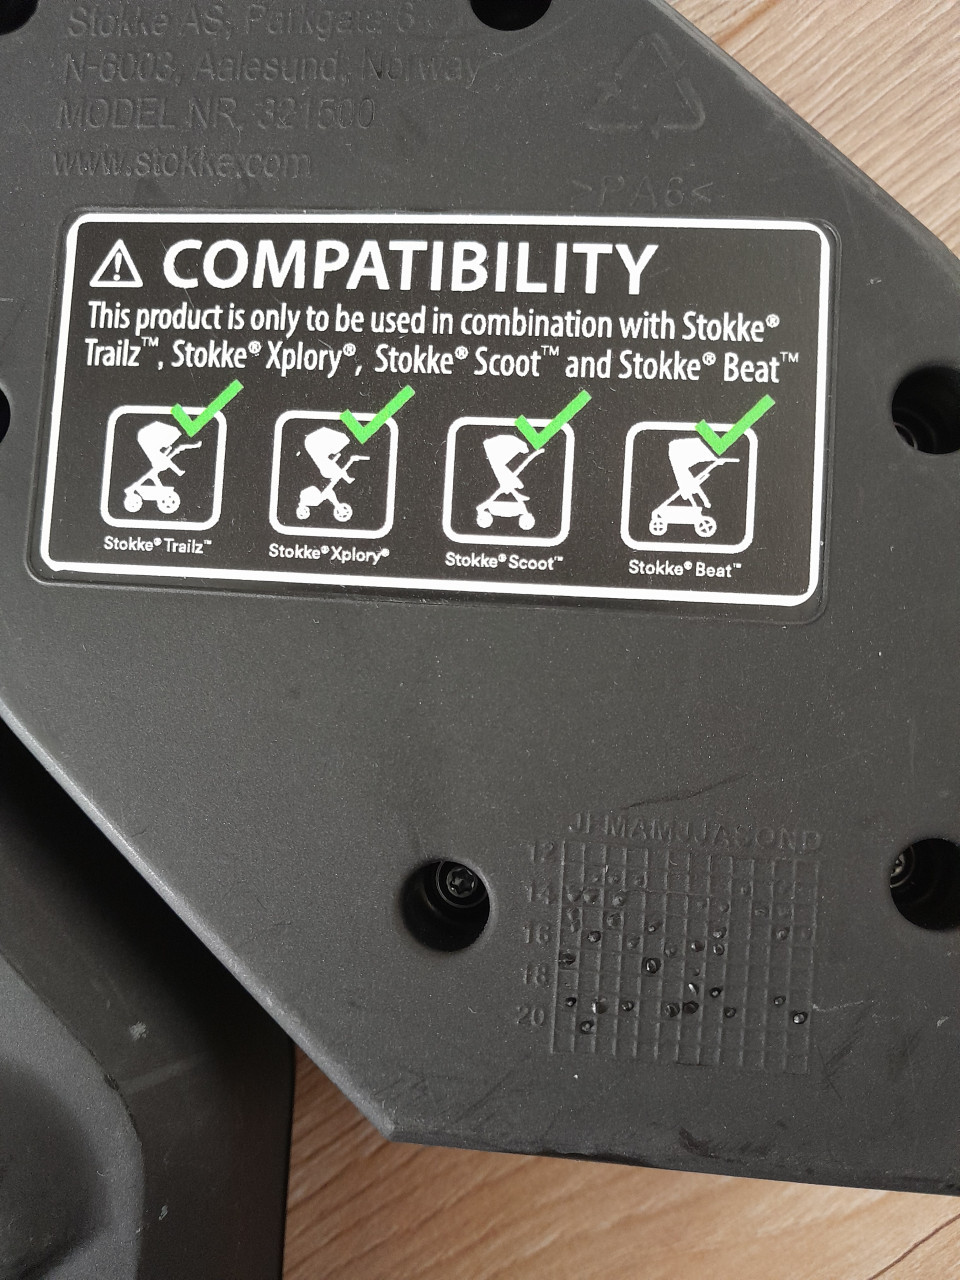 Stokke AS, Parkgata 6
N-6003, Aalesund, Norway
MODEL NR. 321500
www.stokke.com
>PA6<
COMPATIBILITY
This product is only to be used in combination with Stokke®
Trailz™, Stokke® Xplory®, Stokke® Scoot™ and Stokke® Beat™
Stokke® Trailz™
Stokke® Xplory®
Stokke® Scoot™
Stokke® Beat™
JFMAMJJASOND
12
14
16
18
20